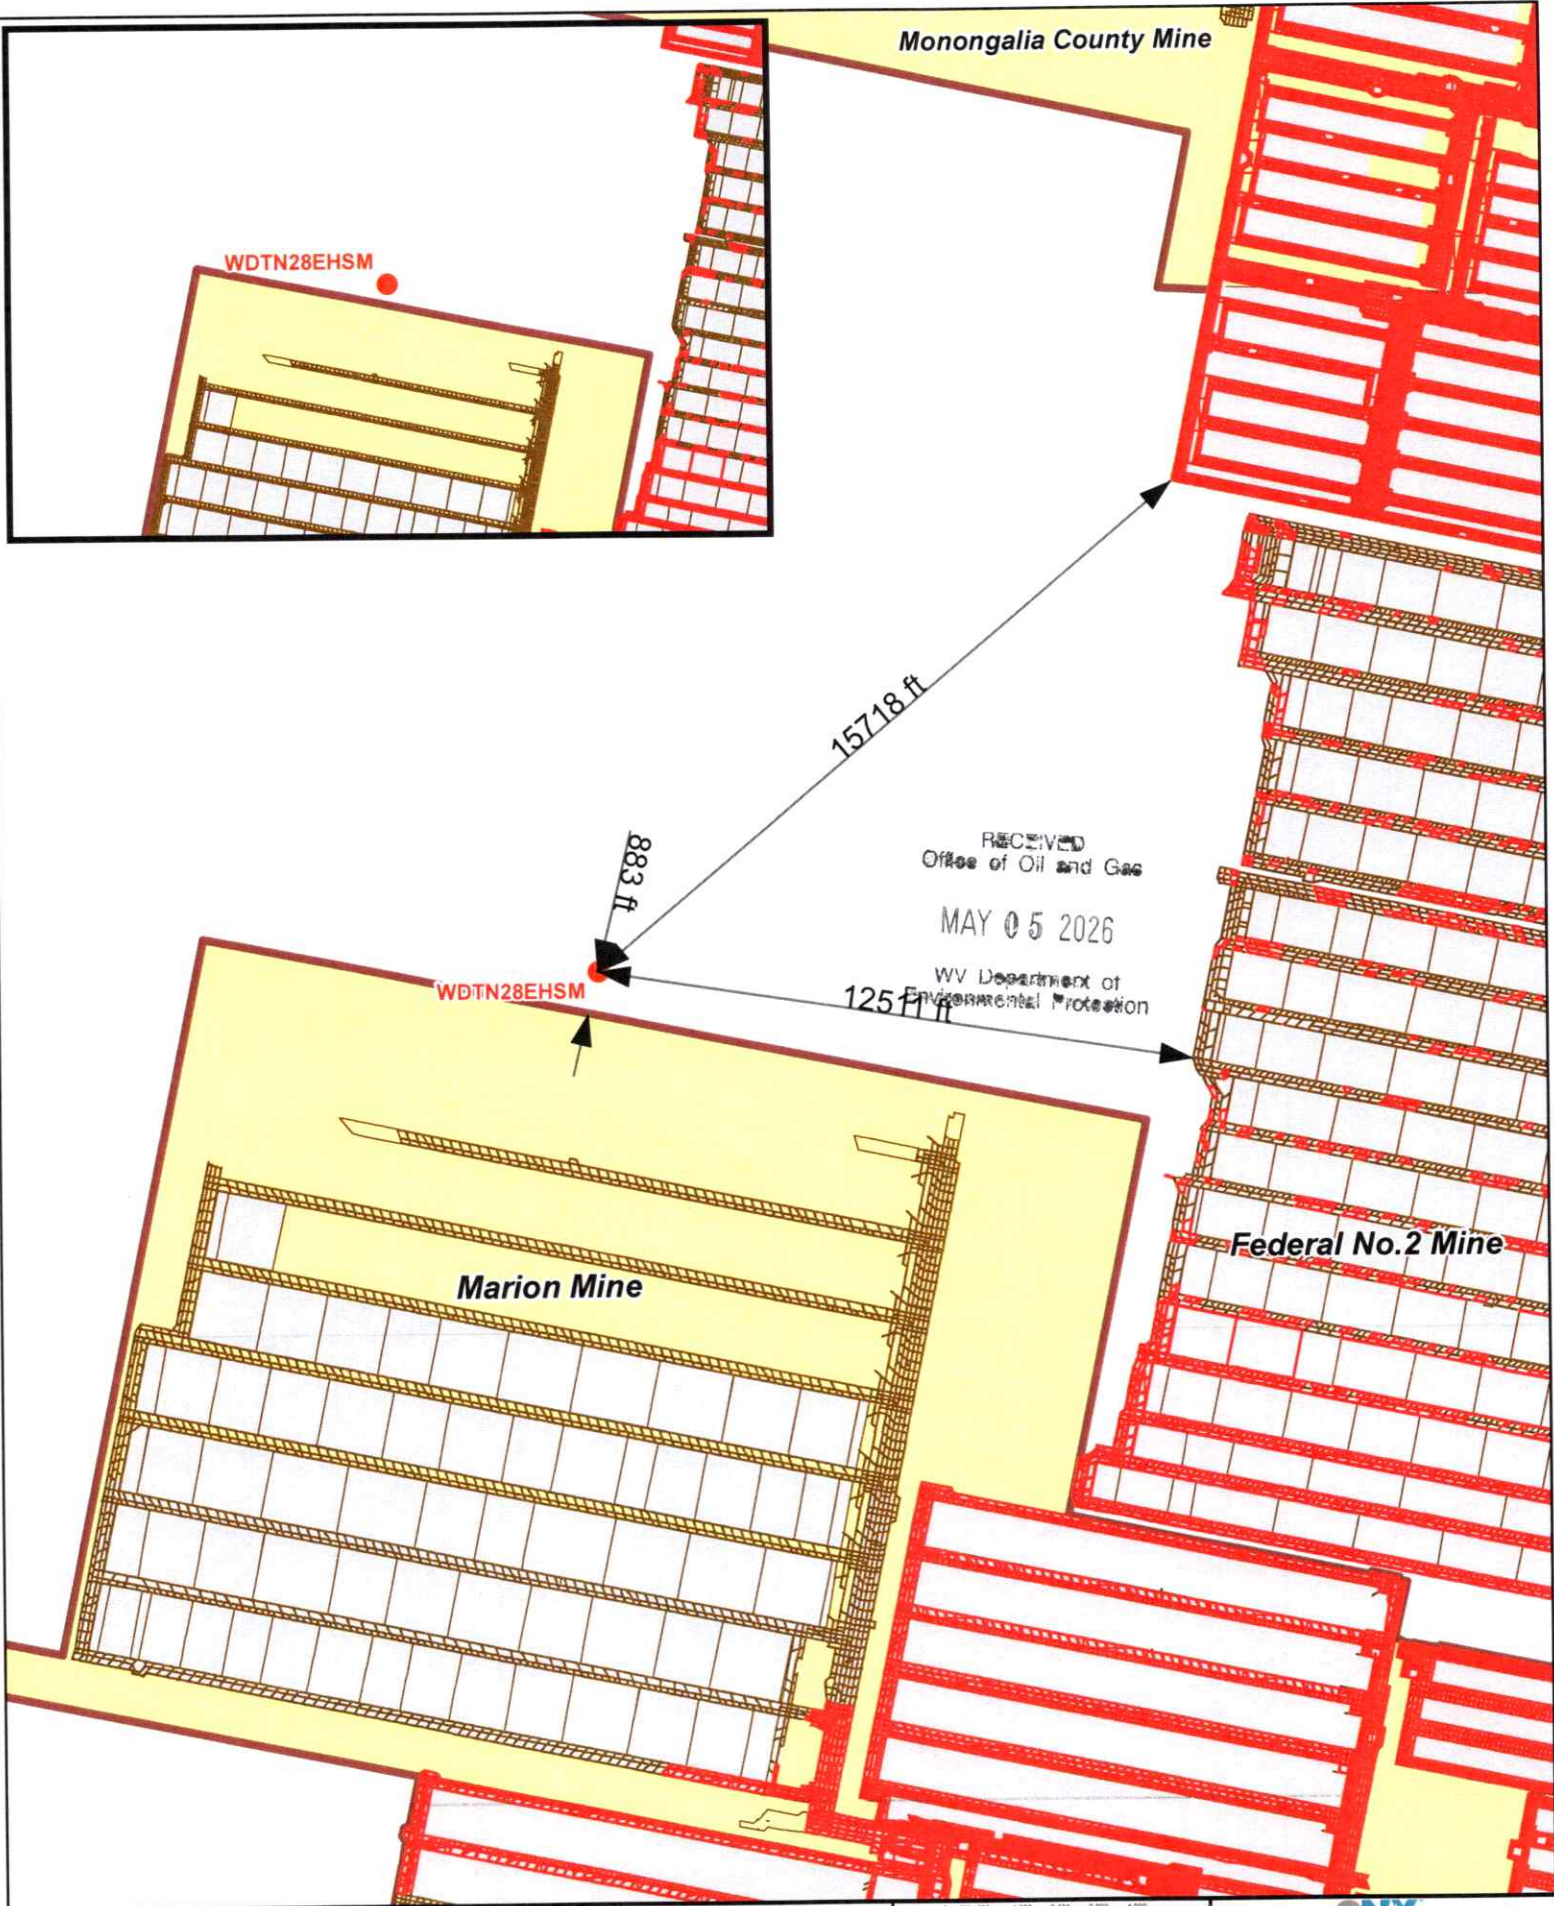 Monongalia County Mine
WDTN28EHSM
15718 ft
883 ft
RECEIVED
Office of Oil and Gas
MAY 05 2026
WDTN28EHSM
WV Department of
Environmental Protection
12511 ft
Federal No.2 Mine
Marion Mine